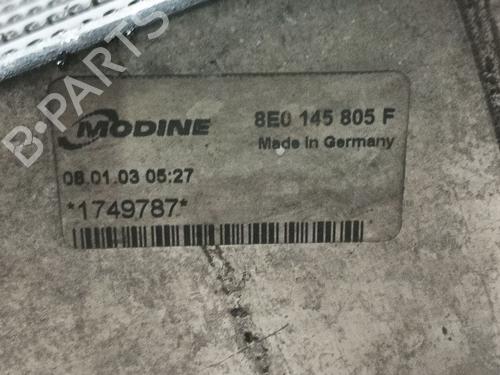 B-PARTS
MODINE
8E0 145 805 F
Made in Germany
08.01.03 05:27
*1749787*